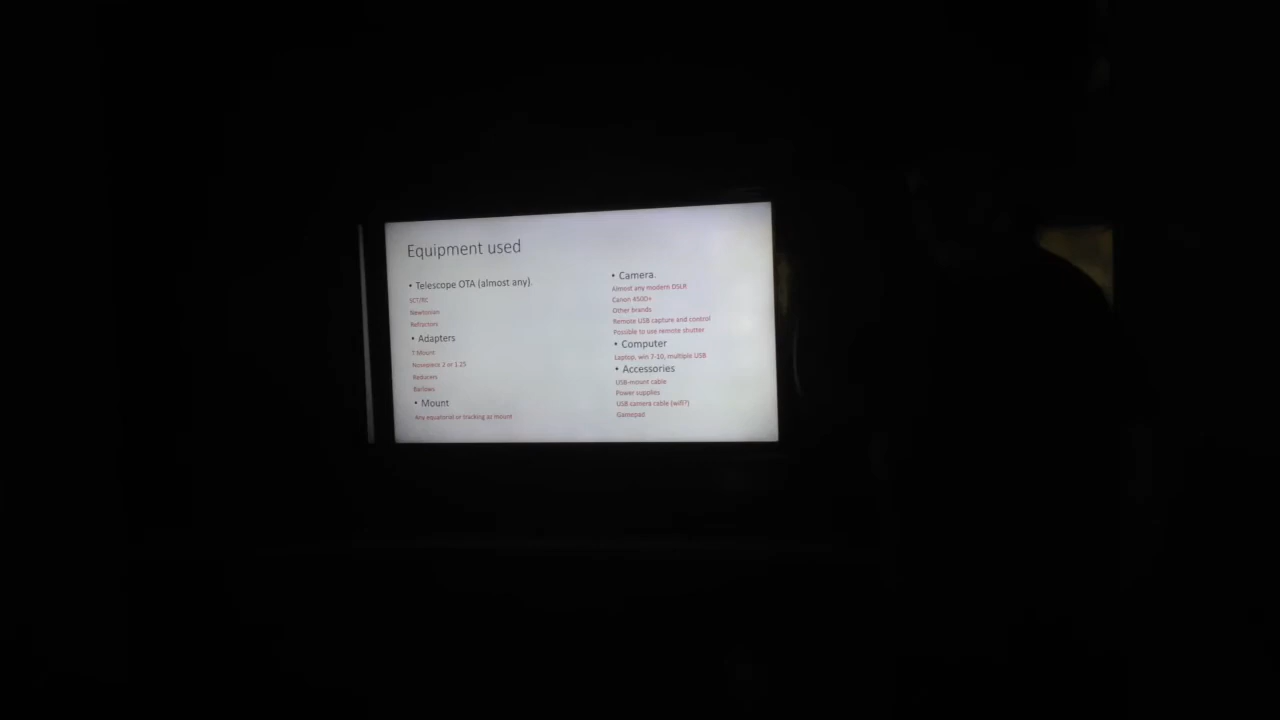 Equipment used
• Telescope OTA (almost any).
SCT/RC
Newtonian
Refractors
• Adapters
T Mount
Nosepiece 2 or 1.25
Reducers
Barlows
• Mount
Any equatorial or tracking as mount
• Camera.
Almost any modern DSLR
Canon 450D+
Other brands
Remote USB capture and control
Possible to use remote shutter
• Computer
Laptop, win 7-10, multiple USB
• Accessories
USB-mount cable
Power supplies
USB camera cable (wifi?)
Gamepad